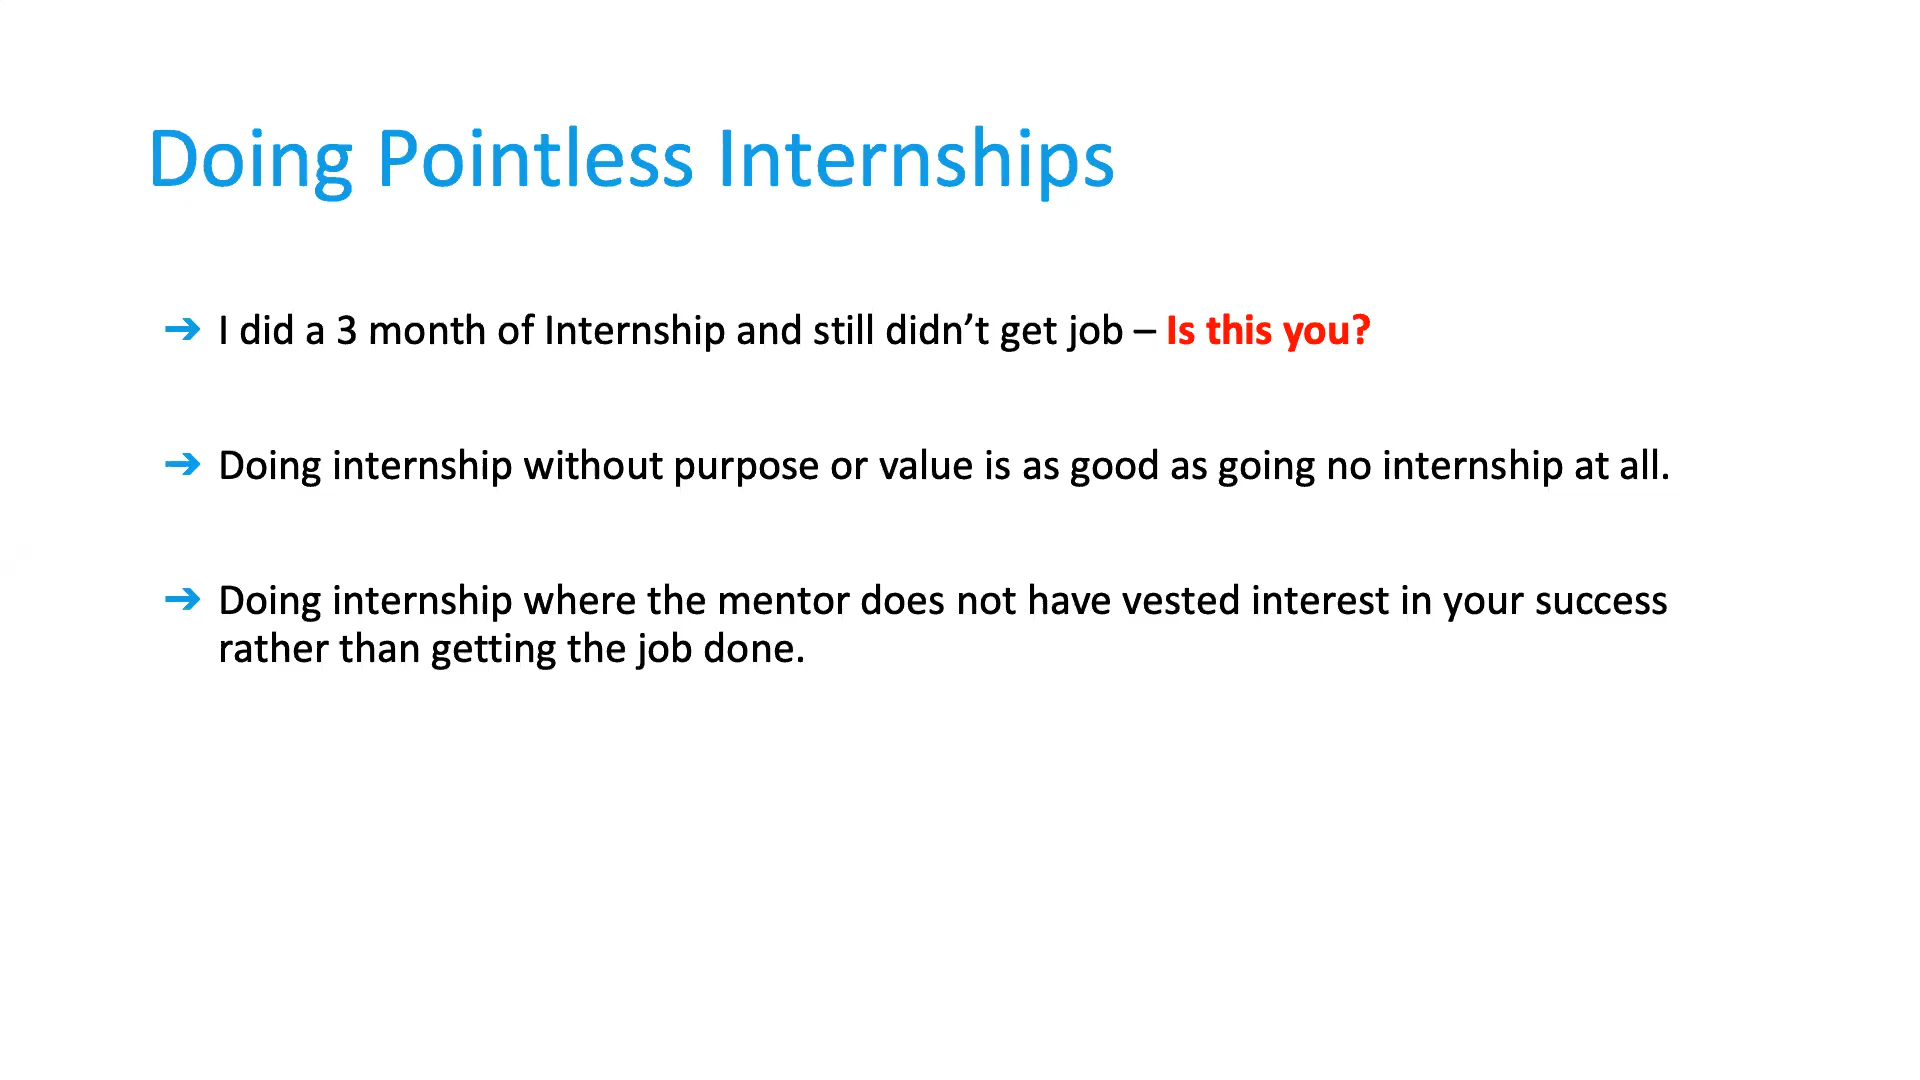 Doing Pointless Internships
➔ I did a 3 month of Internship and still didn’t get job – Is this you?
➔ Doing internship without purpose or value is as good as going no internship at all.
➔ Doing internship where the mentor does not have vested interest in your success
rather than getting the job done.